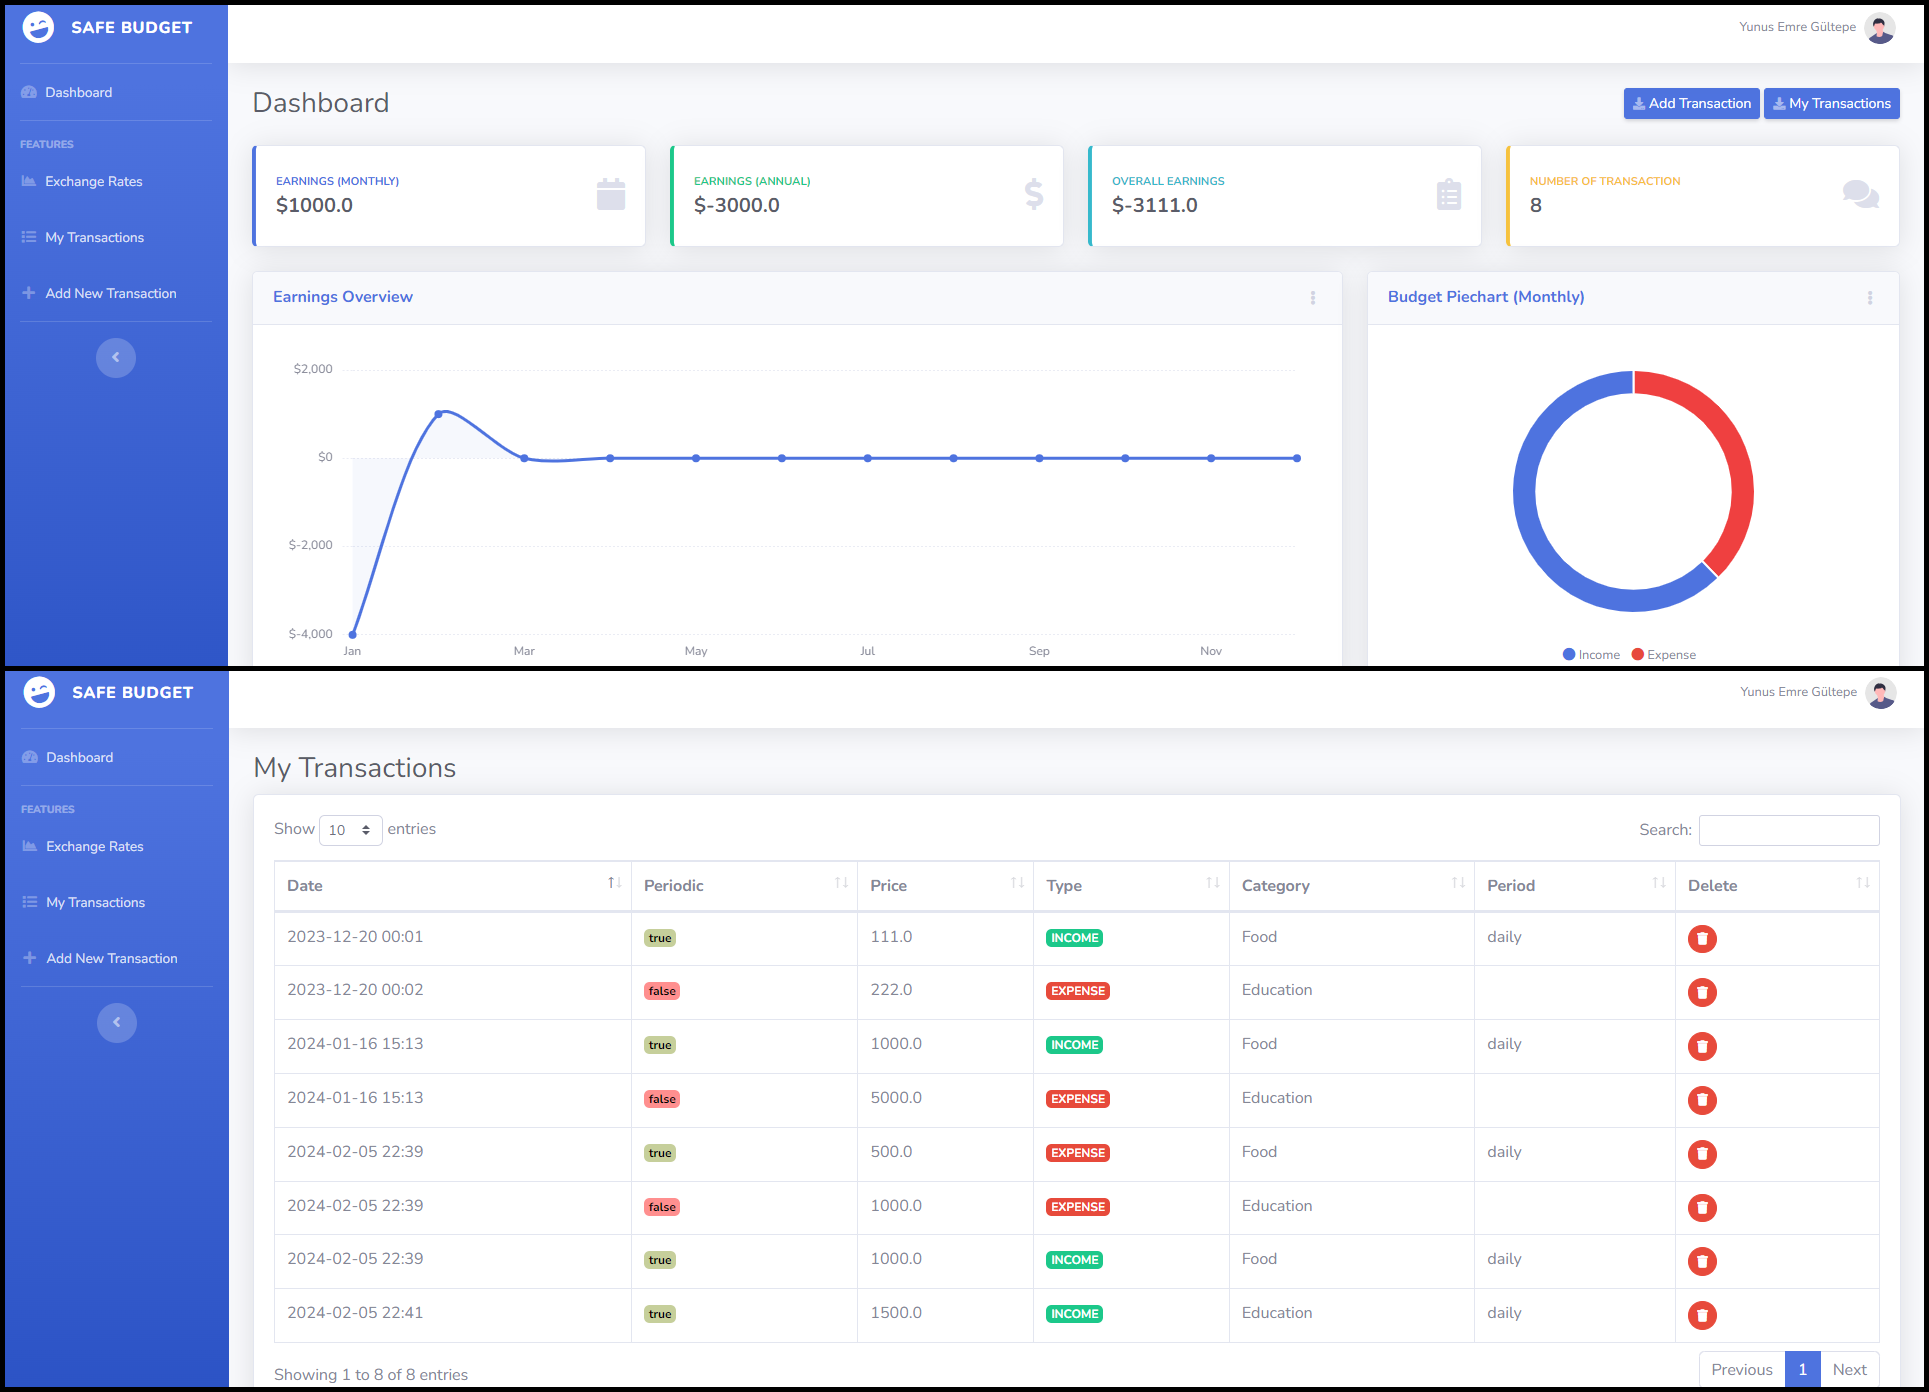 SAFE BUDGET
Yunus Emre Gültepe
Dashboard
FEATURES
Exchange Rates
My Transactions
Add New Transaction
Dashboard
Add Transaction
My Transactions
EARNINGS (MONTHLY)
$1000.0
EARNINGS (ANNUAL)
$-3000.0
OVERALL EARNINGS
$-3111.0
NUMBER OF TRANSACTION
8
Earnings Overview
$2,000
$0
$-2,000
$-4,000
Jan Mar May Jul Sep Nov
Budget Piechart (Monthly)
Income Expense
SAFE BUDGET
Yunus Emre Gültepe
Dashboard
FEATURES
Exchange Rates
My Transactions
Add New Transaction
My Transactions
Show 10 entries
Search:
Date Periodic Price Type Category Period Delete
2023-12-20 00:01 true 111.0 INCOME Food daily
2023-12-20 00:02 false 222.0 EXPENSE Education
2024-01-16 15:13 true 1000.0 INCOME Food daily
2024-01-16 15:13 false 5000.0 EXPENSE Education
2024-02-05 22:39 true 500.0 EXPENSE Food daily
2024-02-05 22:39 false 1000.0 EXPENSE Education
2024-02-05 22:39 true 1000.0 INCOME Food daily
2024-02-05 22:41 true 1500.0 INCOME Education daily
Showing 1 to 8 of 8 entries
Previous 1 Next